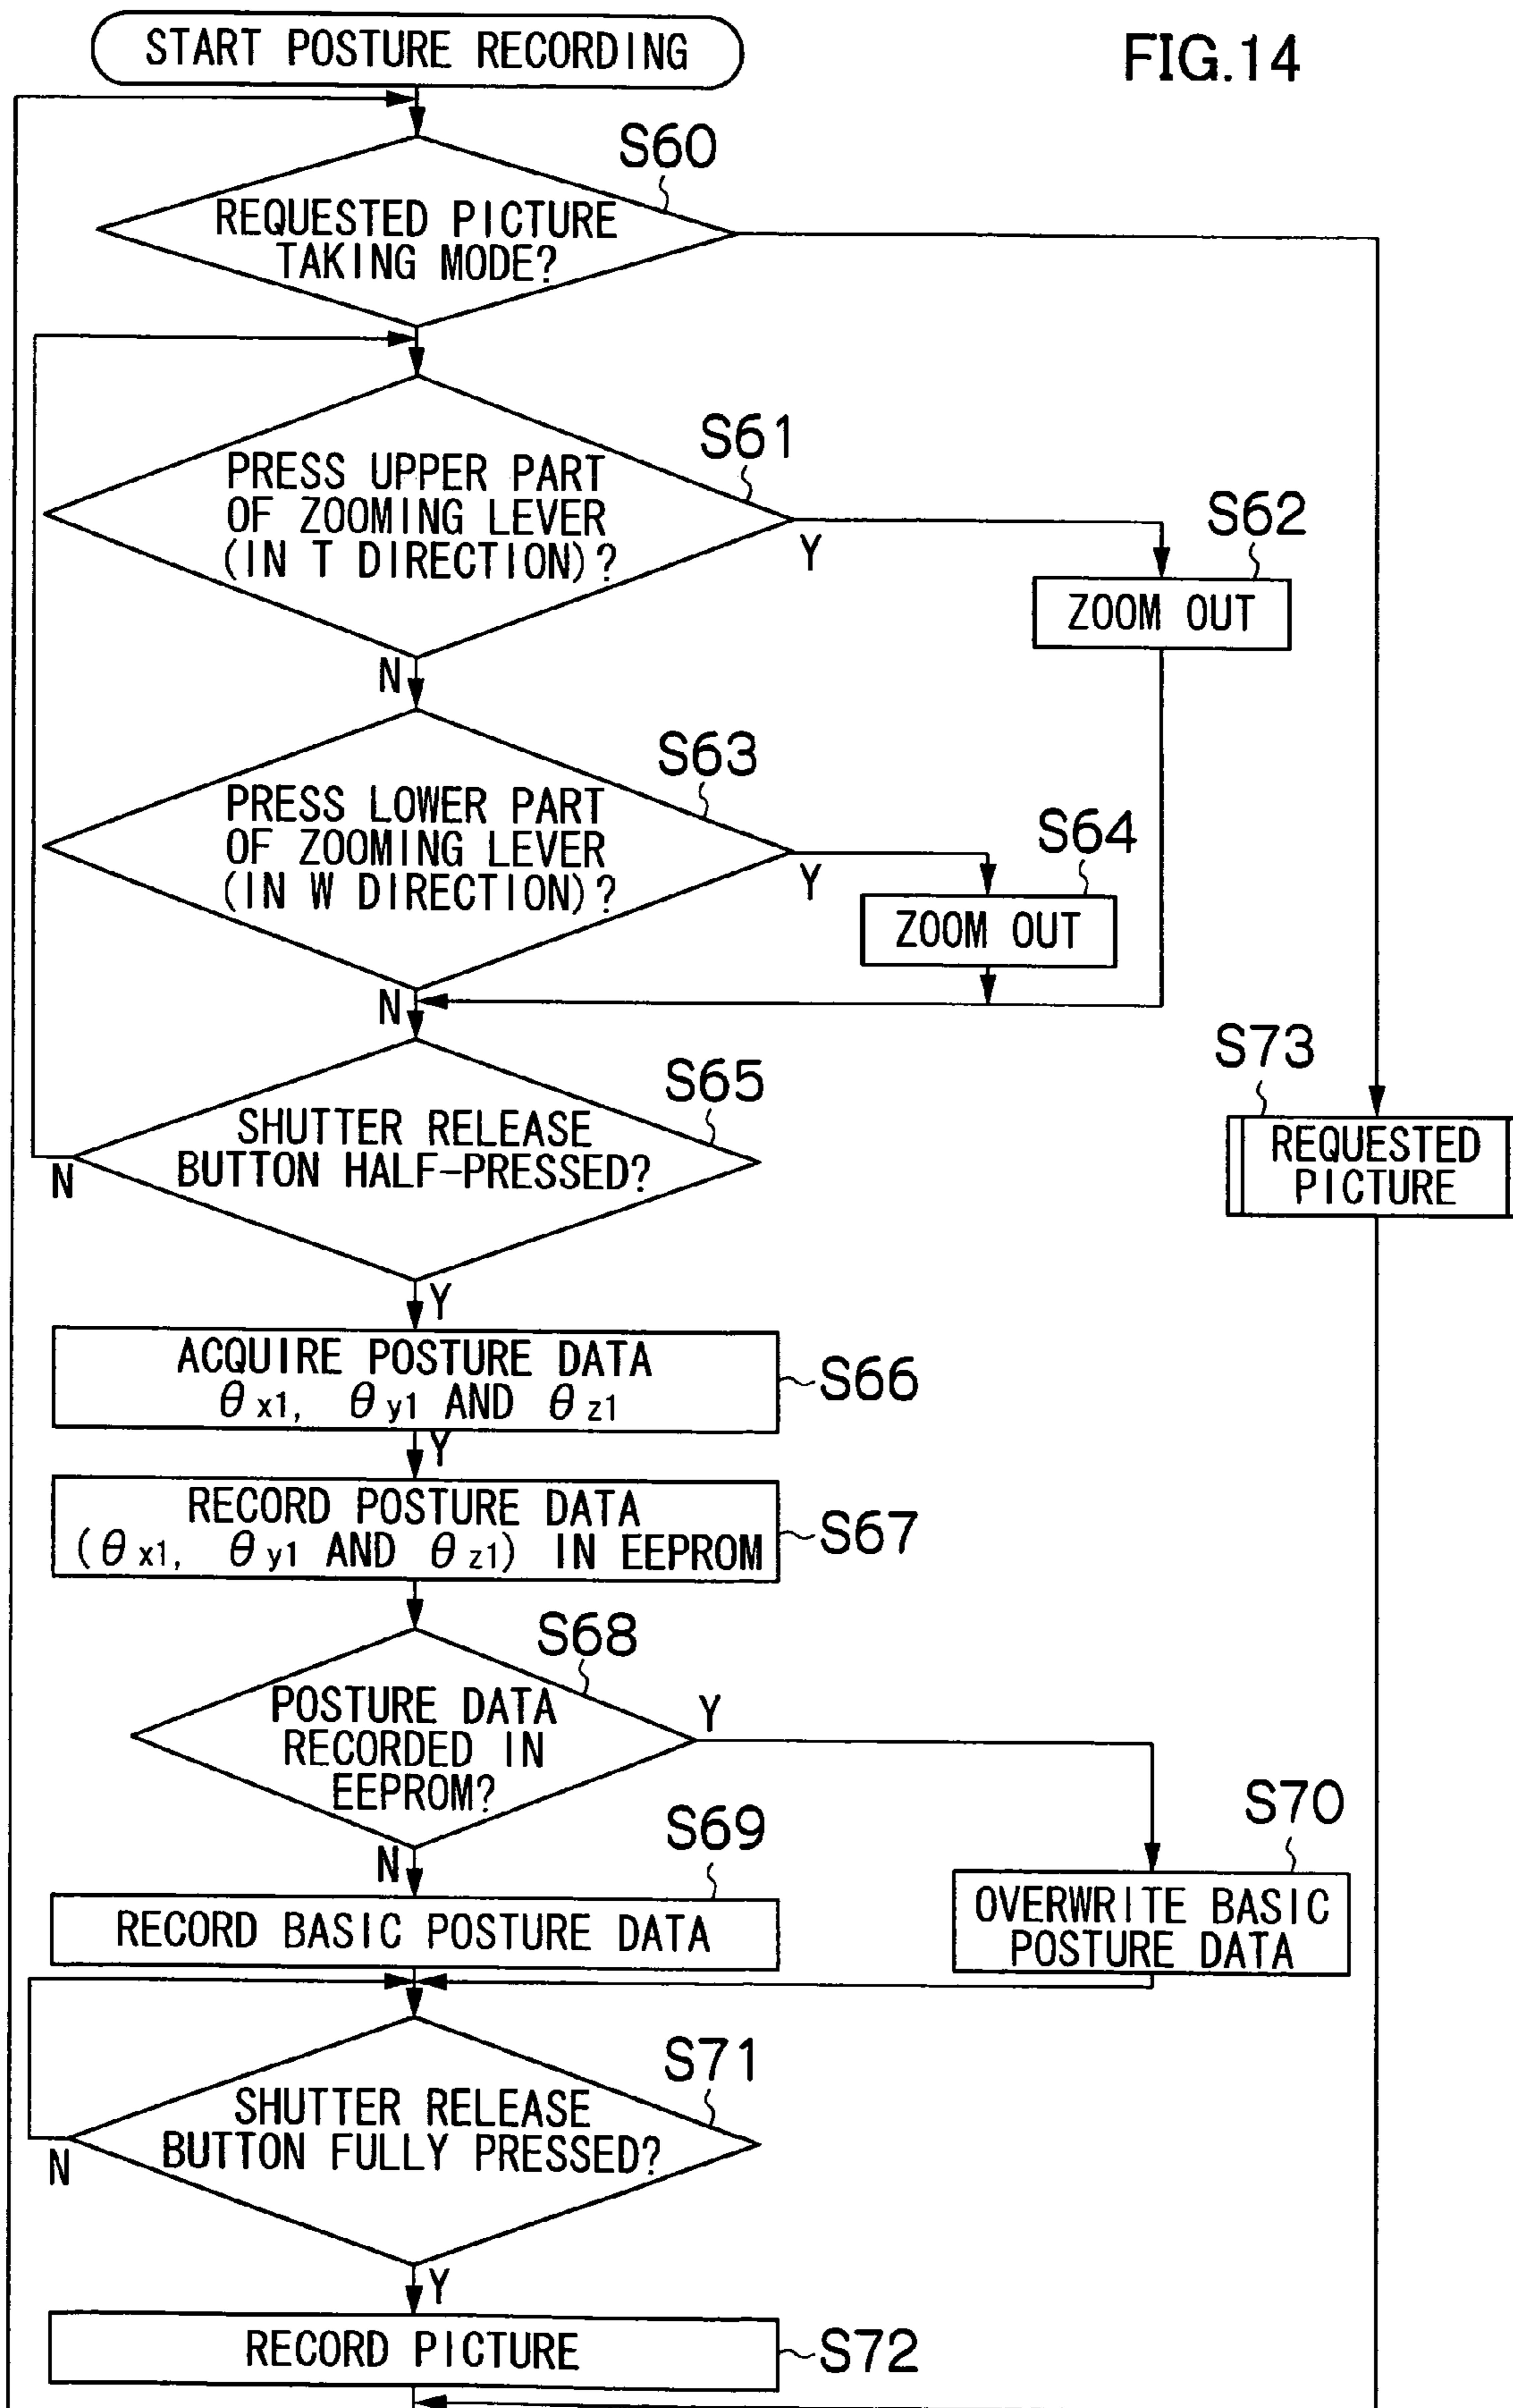 START POSTURE RECORDING
FIG.14
S60
REQUESTED PICTURE
TAKING MODE?
S61
PRESS UPPER PART
OF ZOOMING LEVER
(IN T DIRECTION)?
Y
S62
ZOOM OUT
N
S63
PRESS LOWER PART
OF ZOOMING LEVER
(IN W DIRECTION)?
Y
S64
ZOOM OUT
N
S65
SHUTTER RELEASE
BUTTON HALF-PRESSED?
N
S73
REQUESTED
PICTURE
Y
ACQUIRE POSTURE DATA
θx1, θy1 AND θz1
S66
Y
RECORD POSTURE DATA
(θx1, θy1 AND θz1) IN EEPROM
S67
S68
POSTURE DATA
RECORDED IN
EEPROM?
Y
N
S69
RECORD BASIC POSTURE DATA
S70
OVERWRITE BASIC
POSTURE DATA
S71
SHUTTER RELEASE
BUTTON FULLY PRESSED?
N
Y
RECORD PICTURE
S72